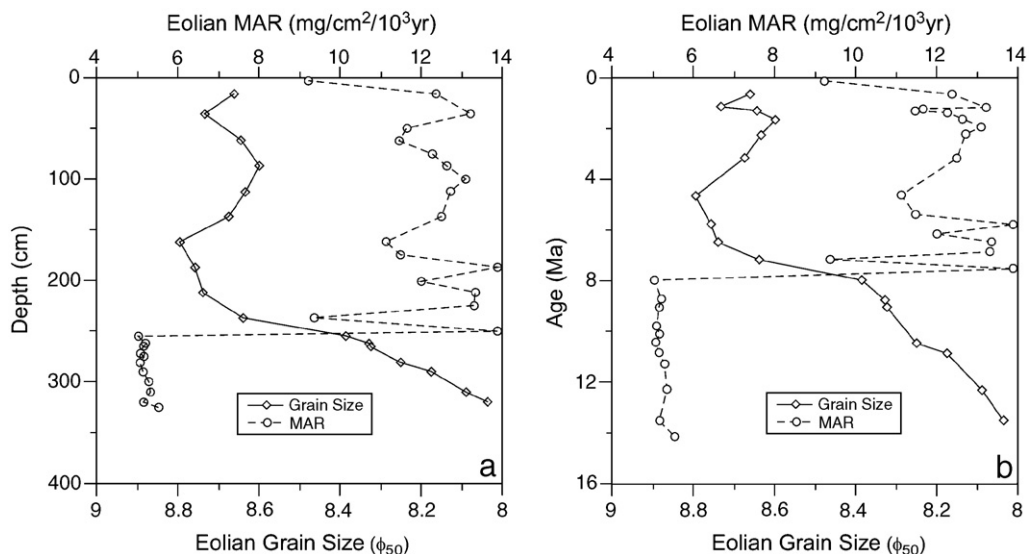 Eolian MAR (mg/cm²/10³yr)
4 6 8 10 12 14
0
100
200
300
400
Depth (cm)
Grain Size
MAR
a
9 8.8 8.6 8.4 8.2 8
Eolian Grain Size (ϕ50)
Eolian MAR (mg/cm²/10³yr)
4 6 8 10 12 14
0
4
8
12
16
Age (Ma)
Grain Size
MAR
b
9 8.8 8.6 8.4 8.2 8
Eolian Grain Size (ϕ50)